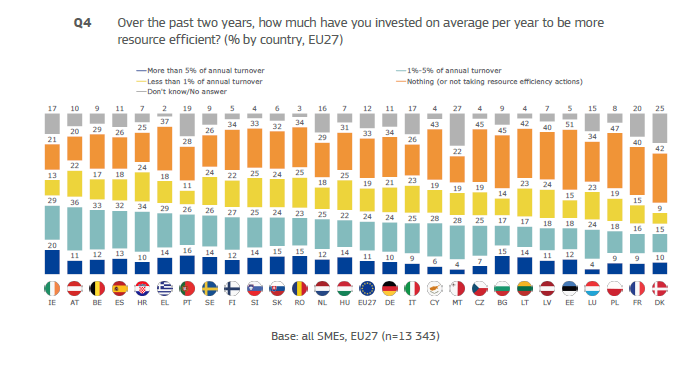 Q4 Over the past two years, how much have you invested on average per year to be more
resource efficient? (% by country, EU27)
More than 5% of annual turnover
1%-5% of annual turnover
Less than 1% of annual turnover
Nothing (or not taking resource efficiency actions)
Don't know/No answer
17 10 9 11 7 2 19 9 5 4 6 3 16 7 12 11 17 4 27 4 9 4 7 5 15 8 20 25
21 20 29 26 25 37 28 26 34 33 32 34 29 31 33 34 26 43 22 45 45 42 40 51 34 47 40 42
13 22 17 18 24 18 11 24 22 25 24 25 18 25 19 21 23 19 19 19 14 23 24 15 23 19 15 9
29 36 33 32 34 29 26 26 27 25 24 23 25 22 24 24 25 28 28 25 17 17 18 18 24 18 16 15
20 11 12 13 10 14 16 14 12 14 15 15 12 14 11 10 9 6 4 7 15 14 11 12 4 9 9 10
IE AT BE ES HR EL PT SE FI SI SK RO NL HU EU27 DE IT CY MT CZ BG LT LV EE LU PL FR DK
Base: all SMEs, EU27 (n=13 343)